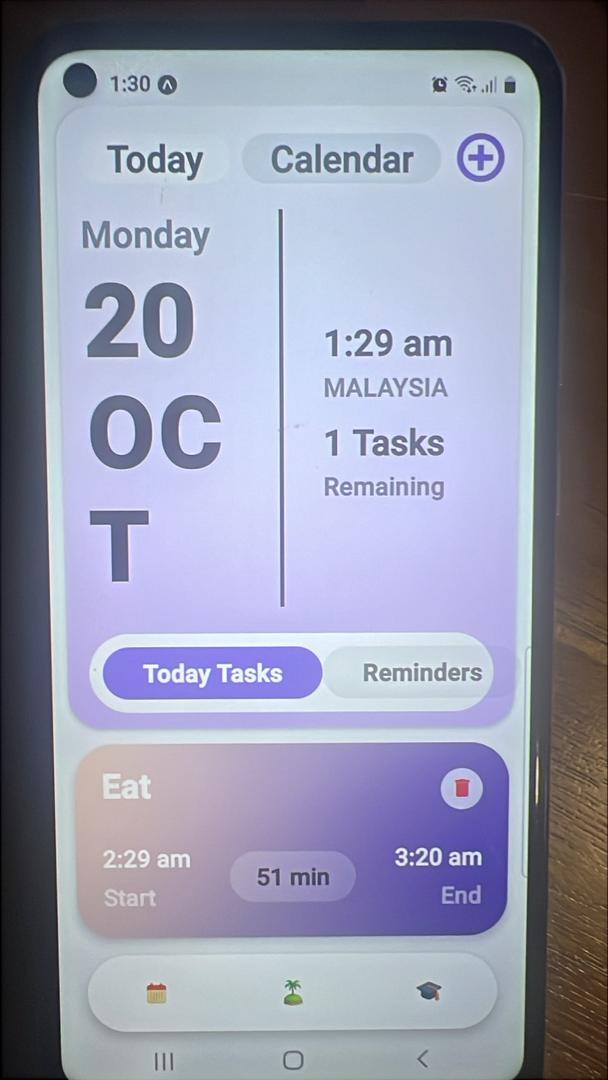 1:30
Today
Calendar
Monday
20
OC
T
1:29 am
MALAYSIA
1 Tasks
Remaining
Today Tasks
Reminders
Eat
2:29 am
Start
51 min
3:20 am
End